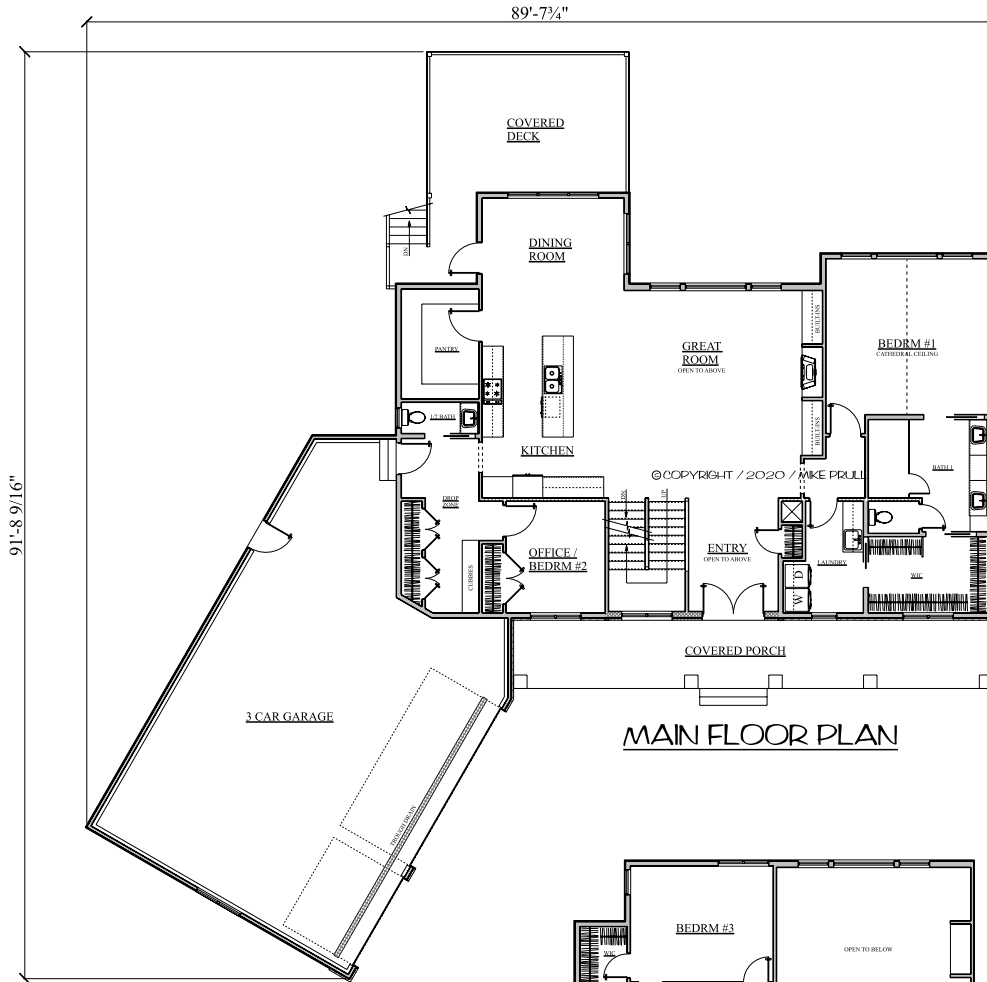 89'-7¾"
91'-8 9/16"
COVERED
DECK
DN
DINING
ROOM
PANTRY
GREAT
ROOM
OPEN TO ABOVE
BUILT-INS
BUILT-INS
BEDRM #1
CATHEDRAL CEILING
1/2 BATH
KITCHEN
© COPYRIGHT / 2020 / MIKE PRULL
BATH 1
DROP
ZONE
DN
UP
OFFICE /
BEDRM #2
CUBBIES
ENTRY
OPEN TO ABOVE
LAUNDRY
D
W
WIC
COVERED PORCH
3 CAR GARAGE
TROUGH DRAIN
MAIN FLOOR PLAN
BEDRM #3
WIC
OPEN TO BELOW